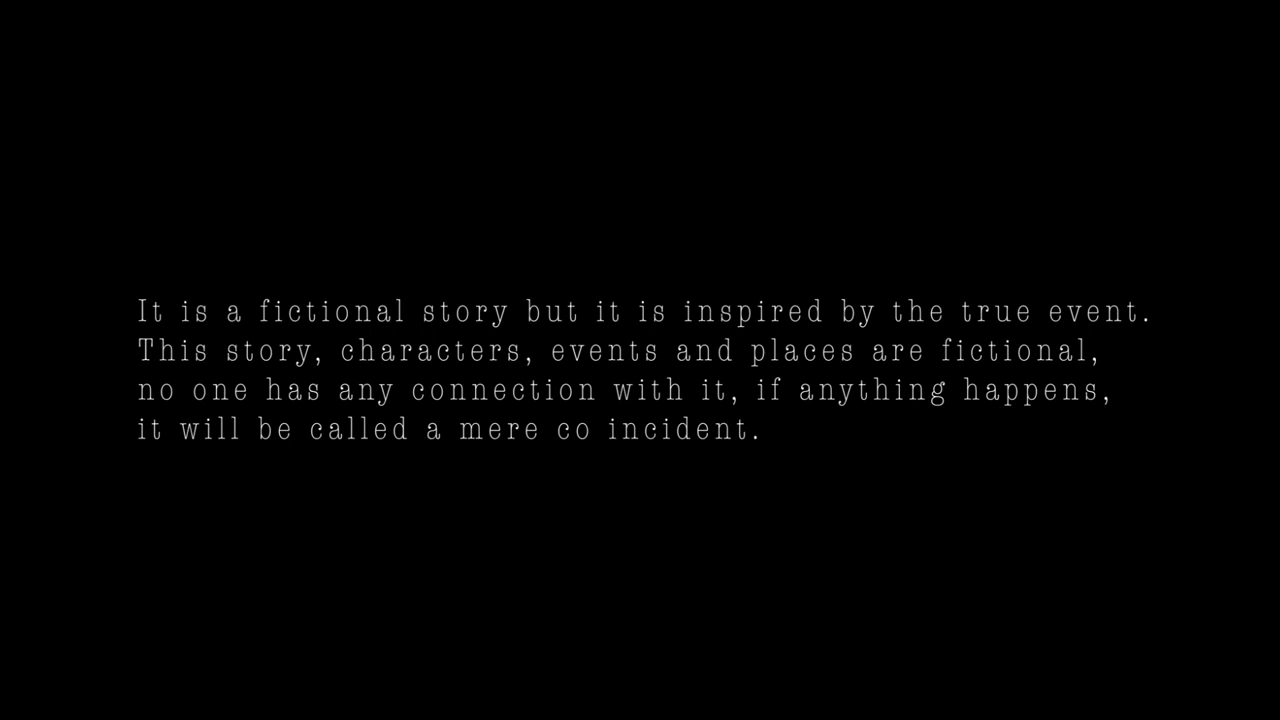 It is a fictional story but it is inspired by the true event.
This story, characters, events and places are fictional,
no one has any connection with it, if anything happens,
it will be called a mere co incident.